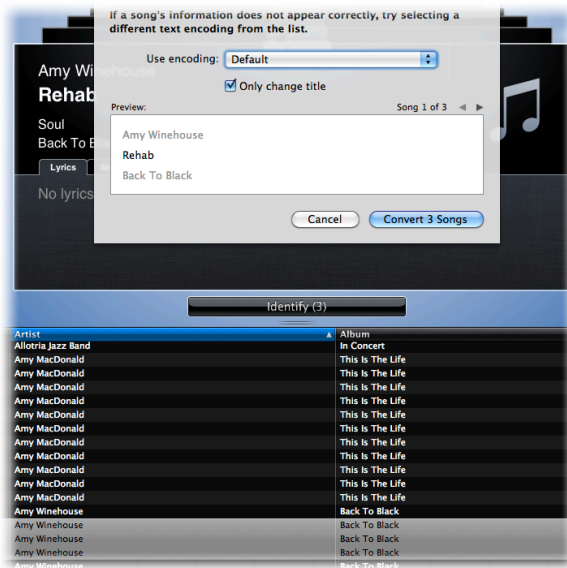 If a song's information does not appear correctly, try selecting a
different text encoding from the list.
Use encoding: Default
Only change title
Preview: Song 1 of 3
Amy Winehouse
Rehab
Back To Black
Cancel Convert 3 Songs
Amy Winehouse
Rehab
Soul
Back To
Lyrics
No lyrics
Identify (3)
Artist Album
Allotria Jazz Band In Concert
Amy MacDonald This Is The Life
Amy MacDonald This Is The Life
Amy MacDonald This Is The Life
Amy MacDonald This Is The Life
Amy MacDonald This Is The Life
Amy MacDonald This Is The Life
Amy MacDonald This Is The Life
Amy MacDonald This Is The Life
Amy MacDonald This Is The Life
Amy MacDonald This Is The Life
Amy MacDonald This Is The Life
Amy Winehouse Back To Black
Amy Winehouse Back To Black
Amy Winehouse Back To Black
Amy Winehouse Back To Black
Amy Winehouse Back To Black